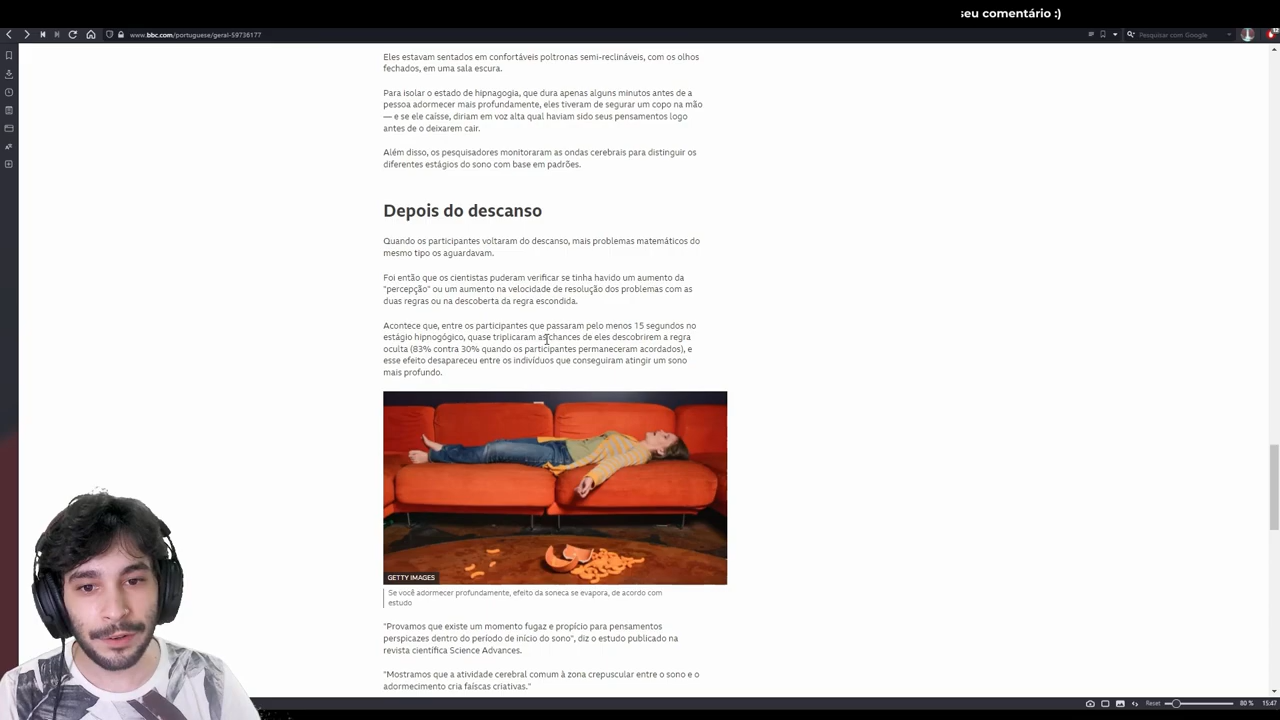 seu comentário :)
www.bbc.com/portuguese/geral-59736177
Pesquisar com Google
Eles estavam sentados em confortáveis poltronas semi-reclináveis, com os olhos
fechados, em uma sala escura.
Para isolar o estado de hipnagogia, que dura apenas alguns minutos antes de a
pessoa adormecer mais profundamente, eles tiveram de segurar um copo na mão
— e se ele caísse, diriam em voz alta qual haviam sido seus pensamentos logo
antes de o deixarem cair.
Além disso, os pesquisadores monitoraram as ondas cerebrais para distinguir os
diferentes estágios do sono com base em padrões.
Depois do descanso
Quando os participantes voltaram do descanso, mais problemas matemáticos do
mesmo tipo os aguardavam.
Foi então que os cientistas puderam verificar se tinha havido um aumento da
"percepção" ou um aumento na velocidade de resolução dos problemas com as
duas regras ou na descoberta da regra escondida.
Acontece que, entre os participantes que passaram pelo menos 15 segundos no
estágio hipnogógico, quase triplicaram as chances de eles descobrirem a regra
oculta (83% contra 30% quando os participantes permaneceram acordados), e
esse efeito desapareceu entre os indivíduos que conseguiram atingir um sono
mais profundo.
GETTY IMAGES
Se você adormecer profundamente, efeito da soneca se evapora, de acordo com
estudo
"Provamos que existe um momento fugaz e propício para pensamentos
perspicazes dentro do período de início do sono", diz o estudo publicado na
revista científica Science Advances.
"Mostramos que a atividade cerebral comum à zona crepuscular entre o sono e o
adormecimento cria faíscas criativas."
Reset
80 %
15:47